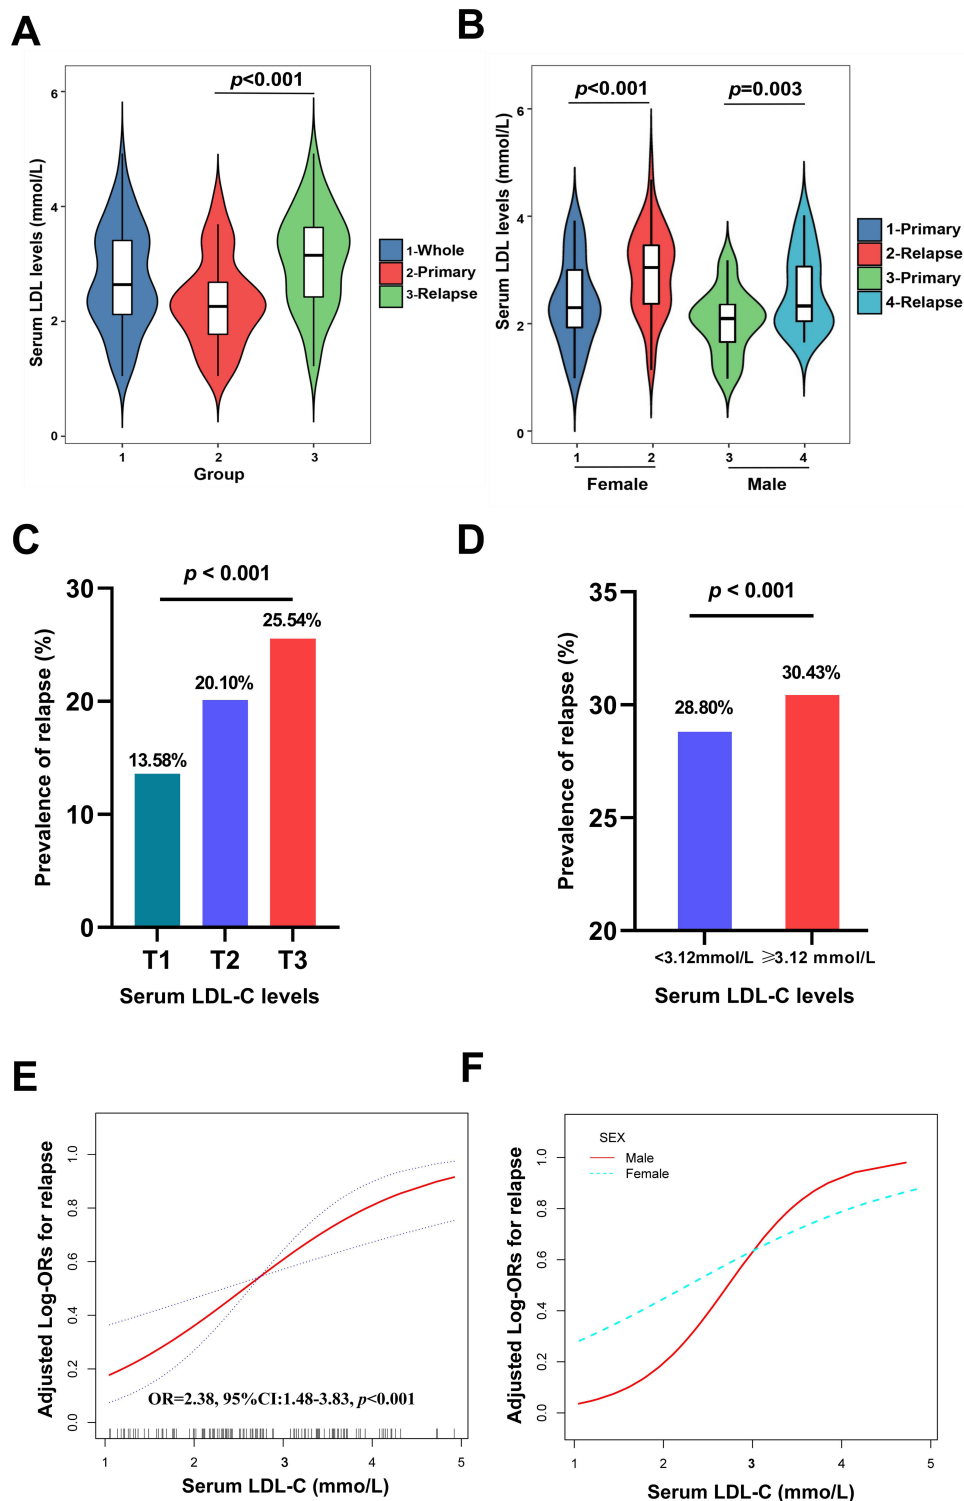 A
p<0.001
Serum LDL levels (mmol/L)
6
4
2
0
1
2
3
Group
1-Whole
2-Primary
3-Relapse
B
p<0.001
p=0.003
Serum LDL levels (mmol/L)
6
4
2
0
1
2
3
4
Female
Male
1-Primary
2-Relapse
3-Primary
4-Relapse
C
p < 0.001
Prevalence of relapse (%)
30
20
10
0
13.58%
20.10%
25.54%
T1
T2
T3
Serum LDL-C levels
D
p < 0.001
Prevalence of relapse (%)
35
30
25
20
28.80%
30.43%
<3.12mmol/L
⩾3.12 mmol/L
Serum LDL-C levels
E
Adjusted Log-ORs for relapse
1.0
0.8
0.6
0.4
0.2
0.0
OR=2.38, 95%CI:1.48-3.83, p<0.001
1
2
3
4
5
Serum LDL-C (mmo/L)
F
Adjusted Log-ORs for relapse
1.0
0.8
0.6
0.4
0.2
0.0
SEX
Male
Female
1
2
3
4
5
Serum LDL-C (mmo/L)